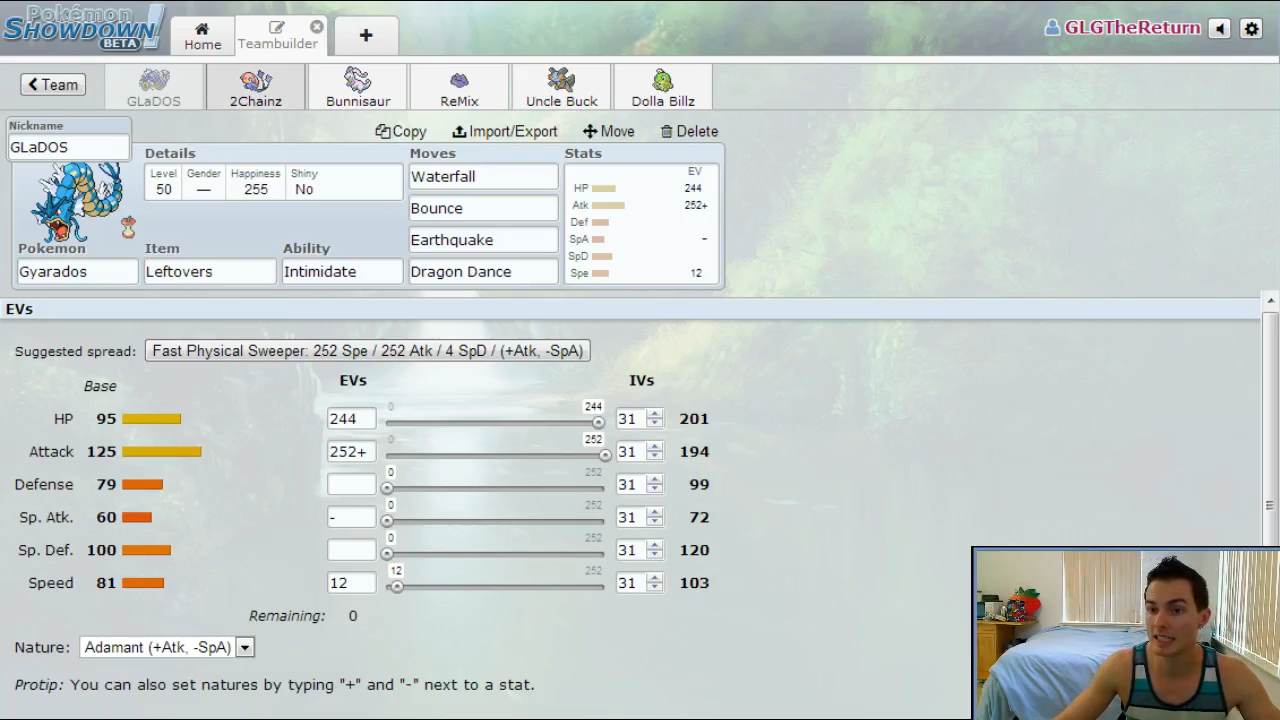 Pokémon
SHOWDOWN!
BETA
Home
Teambuilder
+
GLGTheReturn
Team
GLaDOS
2Chainz
Bunnisaur
ReMix
Uncle Buck
Dolla Billz
Nickname
GLaDOS
Copy
Import/Export
Move
Delete
Details
Moves
Stats
Level
Gender
Happiness
Shiny
50
—
255
No
Waterfall
Bounce
Earthquake
Dragon Dance
EV
HP 244
Atk 252+
Def
SpA -
SpD
Spe 12
Pokemon
Item
Ability
Gyarados
Leftovers
Intimidate
EVs
Suggested spread: Fast Physical Sweeper: 252 Spe / 252 Atk / 4 SpD / (+Atk, -SpA)
Base EVs IVs
HP 95 244 0 244 31 201
Attack 125 252+ 0 252 31 194
Defense 79 0 252 31 99
Sp. Atk. 60 - 0 252 31 72
Sp. Def. 100 0 252 31 120
Speed 81 12 12 252 31 103
Remaining: 0
Nature: Adamant (+Atk, -SpA)
Protip: You can also set natures by typing "+" and "-" next to a stat.